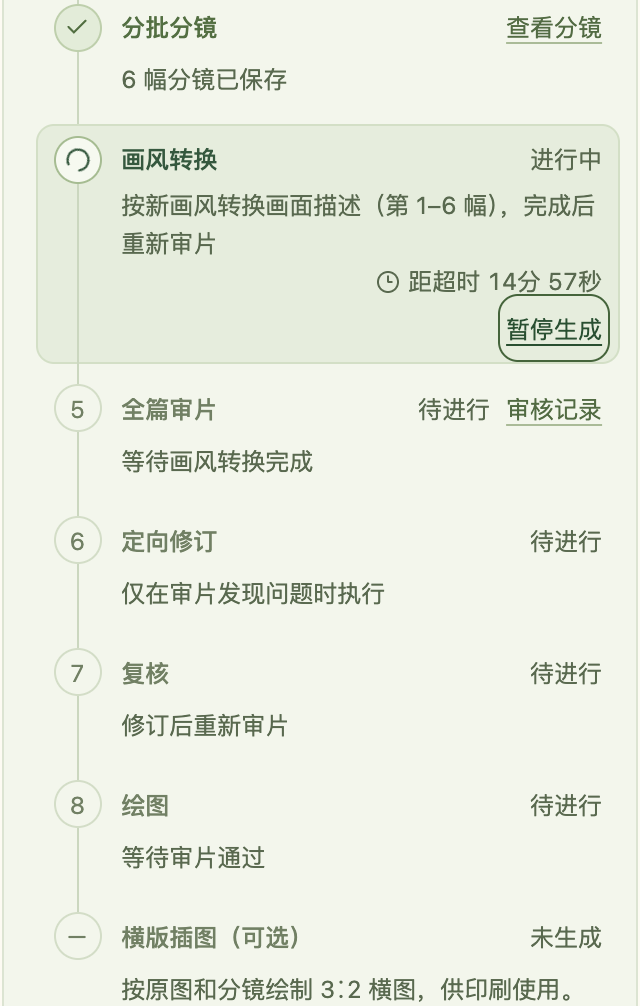 分批分镜 查看分镜
6 幅分镜已保存
画风转换 进行中
按新画风转换画面描述（第 1–6 幅），完成后
重新审片
距超时 14分 57秒
暂停生成
5 全篇审片 待进行 审核记录
等待画风转换完成
6 定向修订 待进行
仅在审片发现问题时执行
7 复核 待进行
修订后重新审片
8 绘图 待进行
等待审片通过
横版插图（可选） 未生成
按原图和分镜绘制 3:2 横图，供印刷使用。